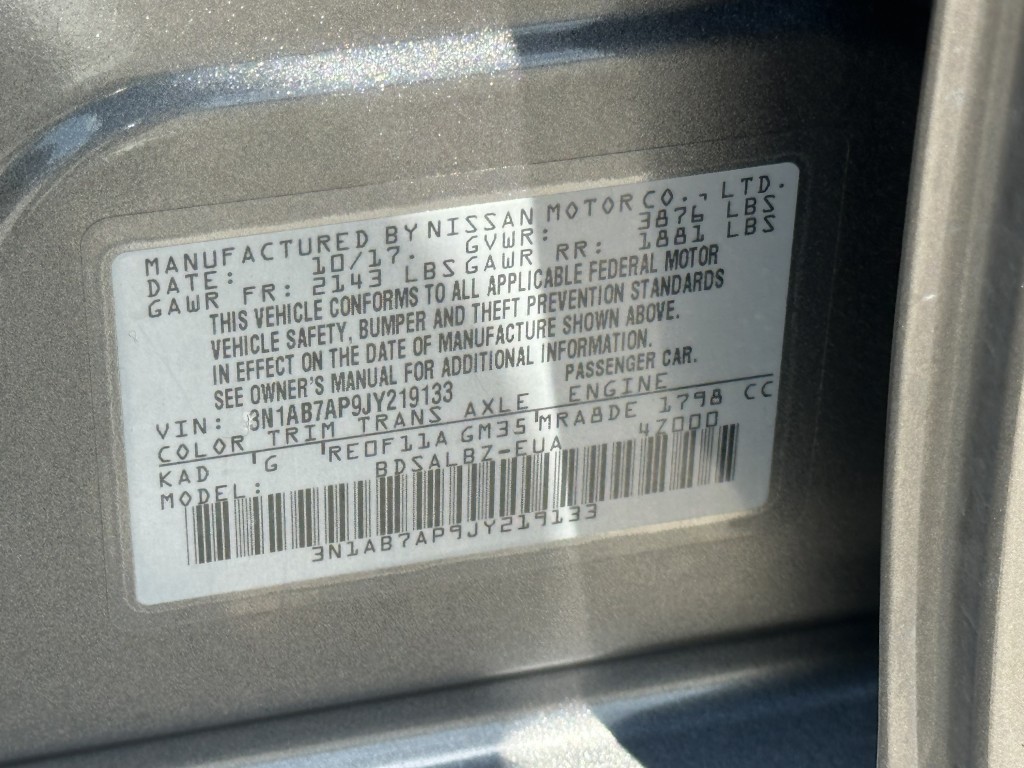 MANUFACTURED BY NISSAN MOTOR CO., LTD.
DATE: 10/17. GVWR: 3876 LBS
GAWR FR: 2143 LBS GAWR RR: 1881 LBS
THIS VEHICLE CONFORMS TO ALL APPLICABLE FEDERAL MOTOR
VEHICLE SAFETY, BUMPER AND THEFT PREVENTION STANDARDS
IN EFFECT ON THE DATE OF MANUFACTURE SHOWN ABOVE.
SEE OWNER'S MANUAL FOR ADDITIONAL INFORMATION.
VIN: 3N1AB7AP9JY219133 PASSENGER CAR.
COLOR TRIM TRANS AXLE ENGINE
KAD G RE0F11A GM35 MRA8DE 1798 CC
MODEL: BDSALBZ-EUA 47000
3N1AB7AP9JY219133